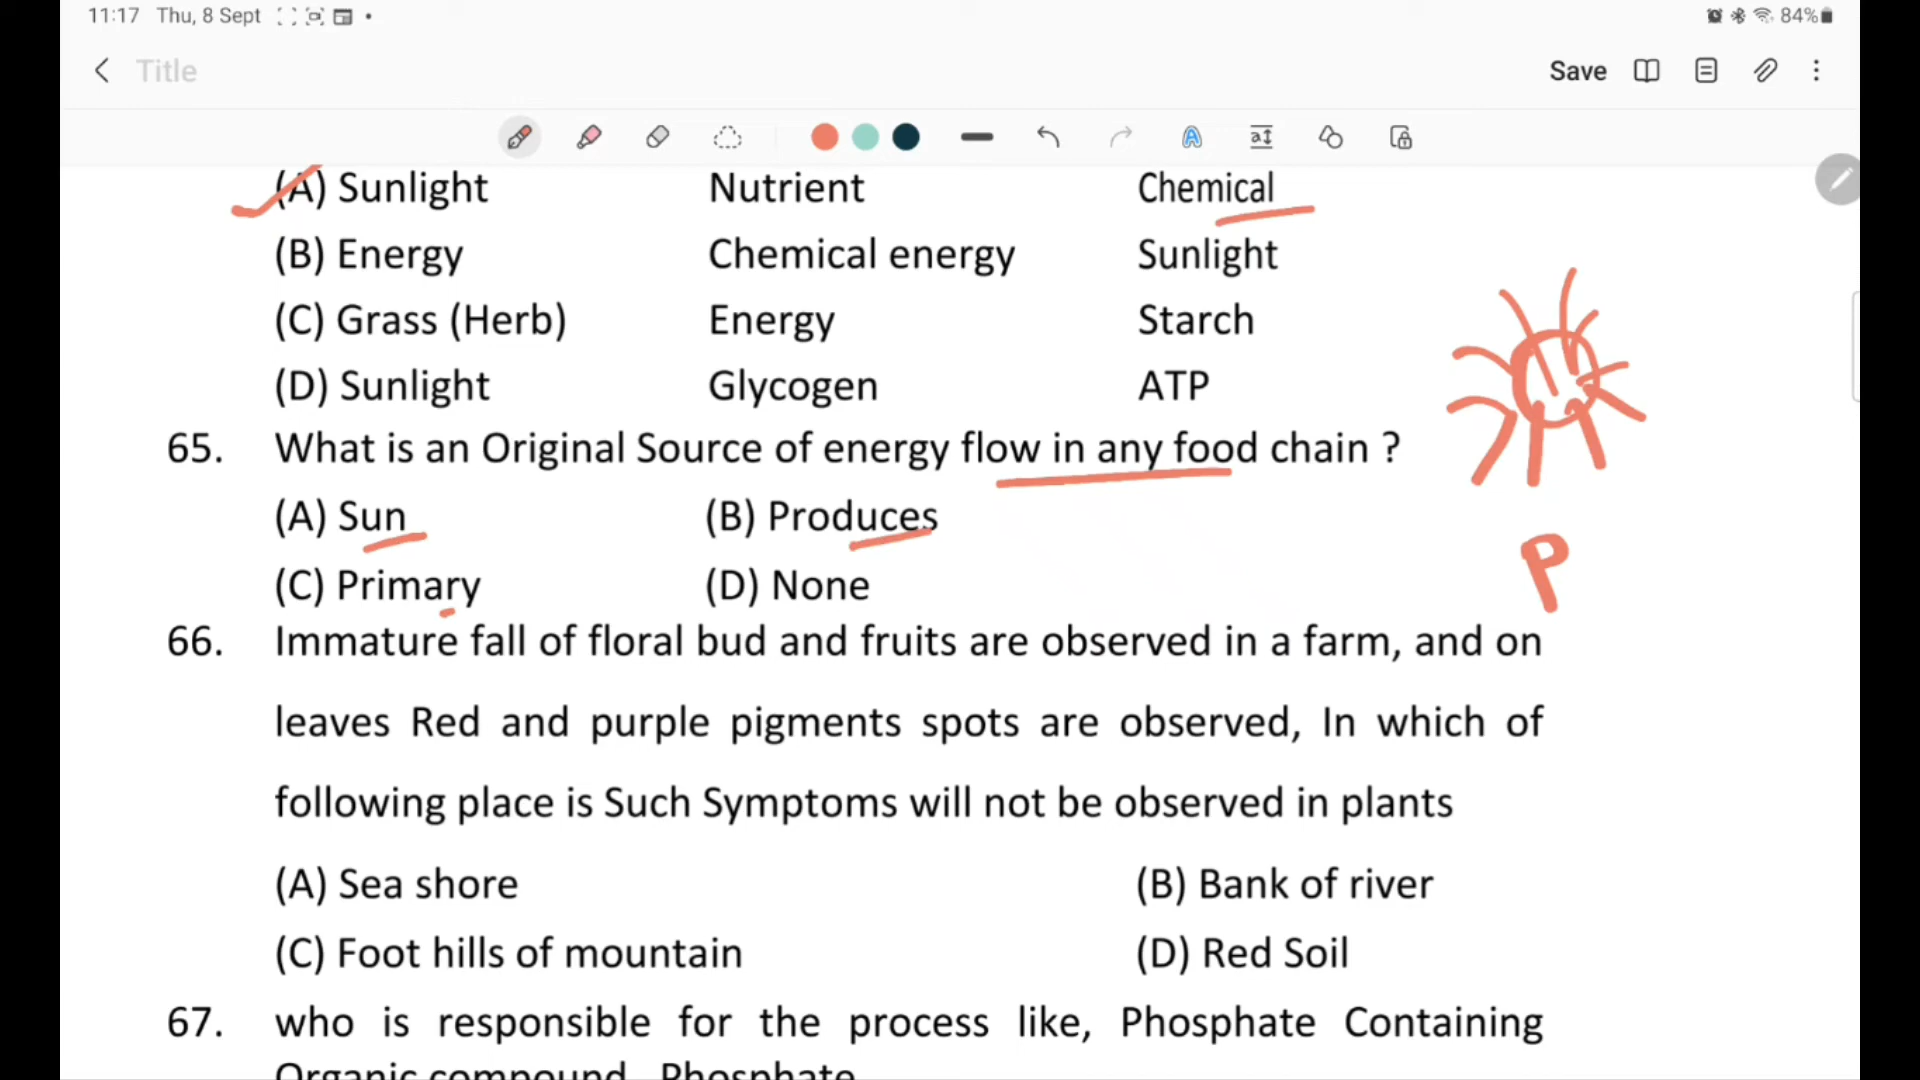 11:17 Thu, 8 Sept 84%
Title Save
(A) Sunlight Nutrient Chemical
(B) Energy Chemical energy Sunlight
(C) Grass (Herb) Energy Starch
(D) Sunlight Glycogen ATP
65. What is an Original Source of energy flow in any food chain ?
(A) Sun (B) Produces
(C) Primary (D) None
P
66. Immature fall of floral bud and fruits are observed in a farm, and on
leaves Red and purple pigments spots are observed, In which of
following place is Such Symptoms will not be observed in plants
(A) Sea shore (B) Bank of river
(C) Foot hills of mountain (D) Red Soil
67. who is responsible for the process like, Phosphate Containing
Organic compound Phosphate